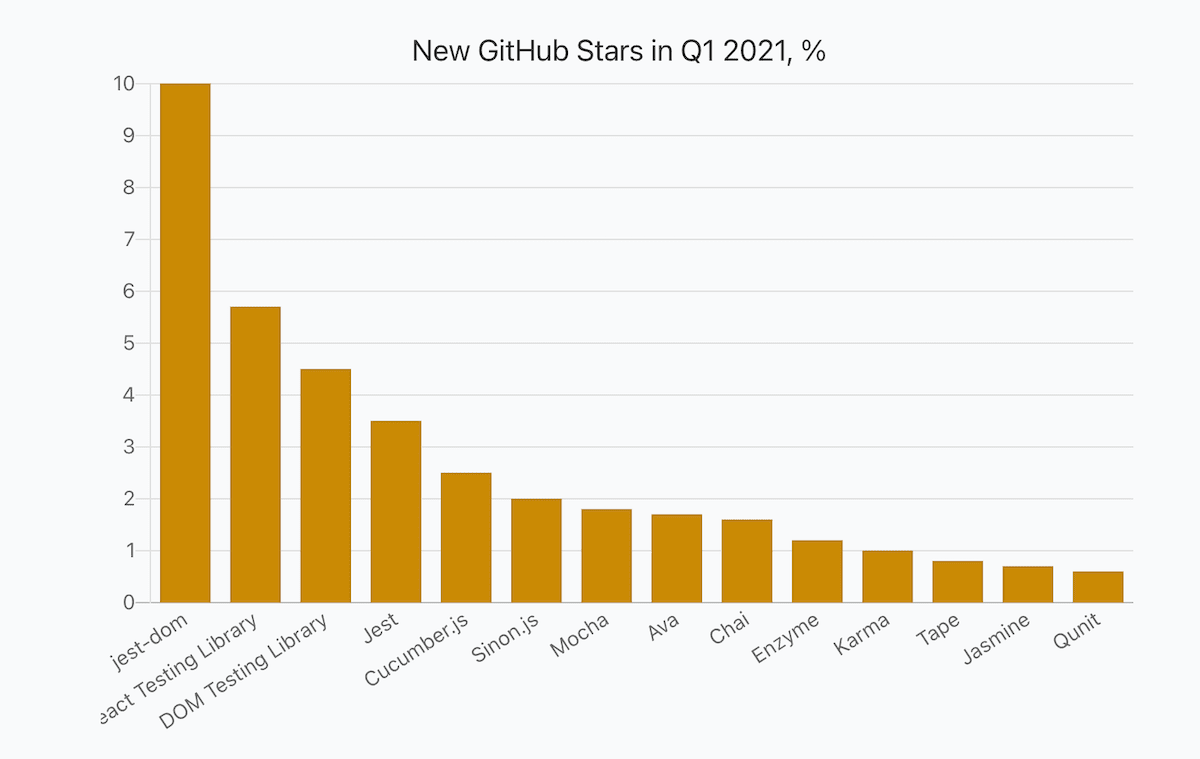 New GitHub Stars in Q1 2021, %
10
9
8
7
6
5
4
3
2
1
0
jest-dom
eact Testing Library
DOM Testing Library
Jest
Cucumber.js
Sinon.js
Mocha
Ava
Chai
Enzyme
Karma
Tape
Jasmine
Qunit